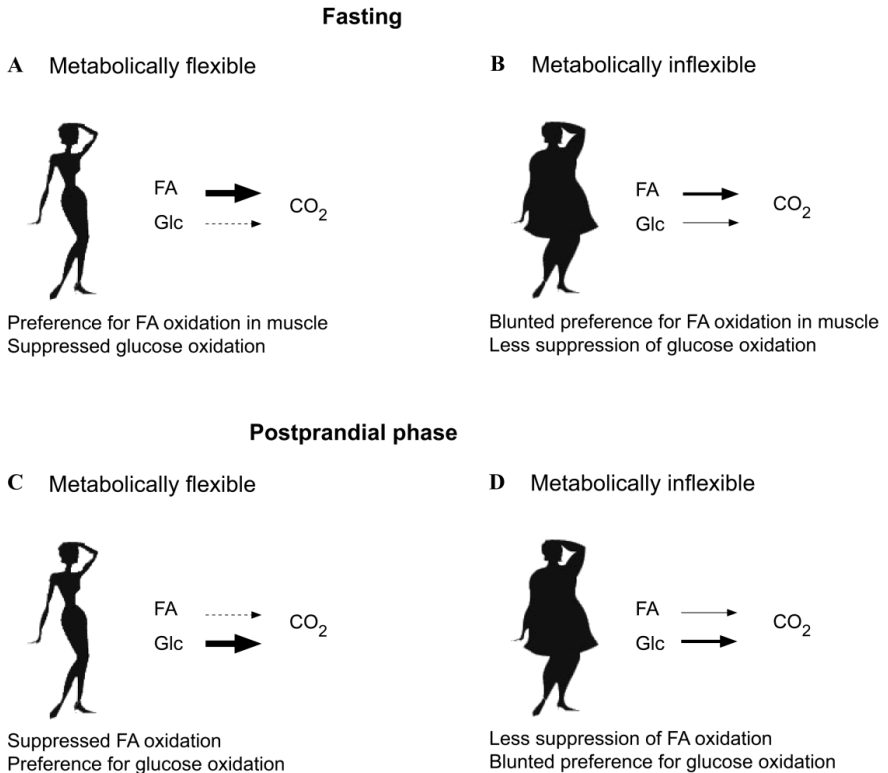 Fasting
A Metabolically flexible
FA
Glc
CO2
Preference for FA oxidation in muscle
Suppressed glucose oxidation
B Metabolically inflexible
FA
Glc
CO2
Blunted preference for FA oxidation in muscle
Less suppression of glucose oxidation
Postprandial phase
C Metabolically flexible
FA
Glc
CO2
Suppressed FA oxidation
Preference for glucose oxidation
D Metabolically inflexible
FA
Glc
CO2
Less suppression of FA oxidation
Blunted preference for glucose oxidation